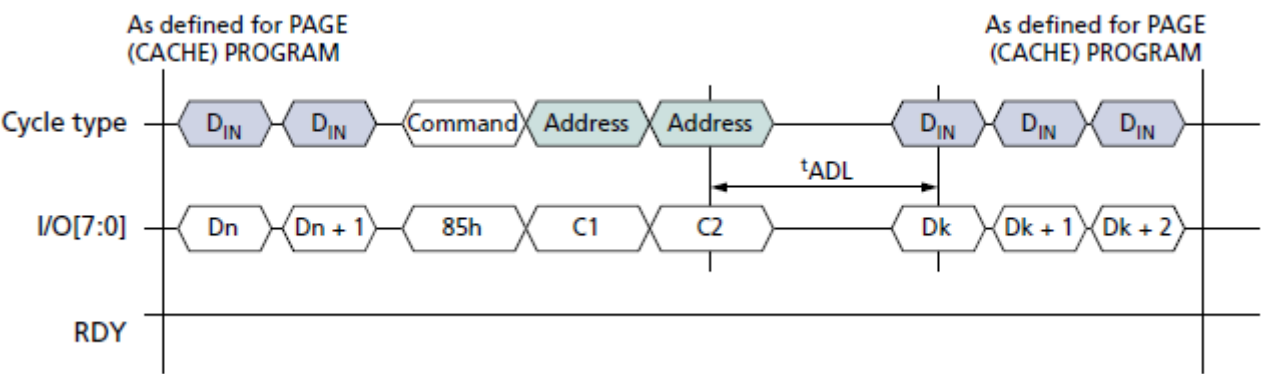 As defined for PAGE
(CACHE) PROGRAM
As defined for PAGE
(CACHE) PROGRAM
Cycle type DIN DIN Command Address Address DIN DIN DIN
tADL
I/O[7:0] Dn Dn + 1 85h C1 C2 Dk Dk + 1 Dk + 2
RDY